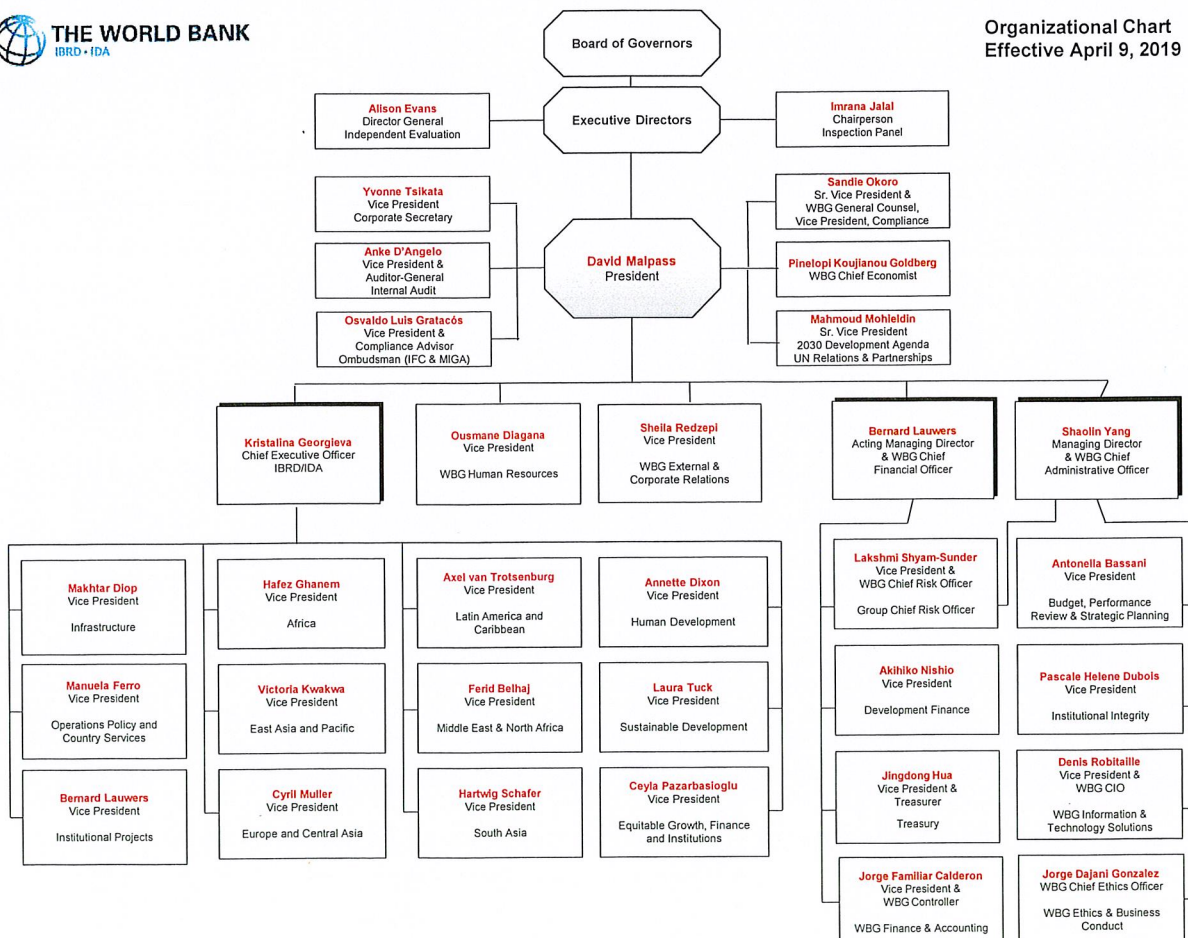 THE WORLD BANK
IBRD • IDA
Organizational Chart
Effective April 9, 2019
Board of Governors
Executive Directors
Alison Evans
Director General
Independent Evaluation
Imrana Jalal
Chairperson
Inspection Panel
Yvonne Tsikata
Vice President
Corporate Secretary
Anke D'Angelo
Vice President &
Auditor-General
Internal Audit
Osvaldo Luis Gratacós
Vice President &
Compliance Advisor
Ombudsman (IFC & MIGA)
David Malpass
President
Sandie Okoro
Sr. Vice President &
WBG General Counsel,
Vice President, Compliance
Pinelopi Koujianou Goldberg
WBG Chief Economist
Mahmoud Mohieldin
Sr. Vice President
2030 Development Agenda
UN Relations & Partnerships
Kristalina Georgieva
Chief Executive Officer
IBRD/IDA
Ousmane Diagana
Vice President
WBG Human Resources
Sheila Redzepi
Vice President
WBG External &
Corporate Relations
Bernard Lauwers
Acting Managing Director
& WBG Chief
Financial Officer
Shaolin Yang
Managing Director
& WBG Chief
Administrative Officer
Makhtar Diop
Vice President
Infrastructure
Hafez Ghanem
Vice President
Africa
Axel van Trotsenburg
Vice President
Latin America and
Caribbean
Annette Dixon
Vice President
Human Development
Lakshmi Shyam-Sunder
Vice President &
WBG Chief Risk Officer
Group Chief Risk Officer
Antonella Bassani
Vice President
Budget, Performance
Review & Strategic Planning
Manuela Ferro
Vice President
Operations Policy and
Country Services
Victoria Kwakwa
Vice President
East Asia and Pacific
Ferid Belhaj
Vice President
Middle East & North Africa
Laura Tuck
Vice President
Sustainable Development
Akihiko Nishio
Vice President
Development Finance
Pascale Helene Dubois
Vice President
Institutional Integrity
Bernard Lauwers
Vice President
Institutional Projects
Cyril Muller
Vice President
Europe and Central Asia
Hartwig Schafer
Vice President
South Asia
Ceyla Pazarbasioglu
Vice President
Equitable Growth, Finance
and Institutions
Jingdong Hua
Vice President &
Treasurer
Treasury
Denis Robitaille
Vice President &
WBG CIO
WBG Information &
Technology Solutions
Jorge Familiar Calderon
Vice President &
WBG Controller
WBG Finance & Accounting
Jorge Dajani Gonzalez
WBG Chief Ethics Officer
WBG Ethics & Business
Conduct